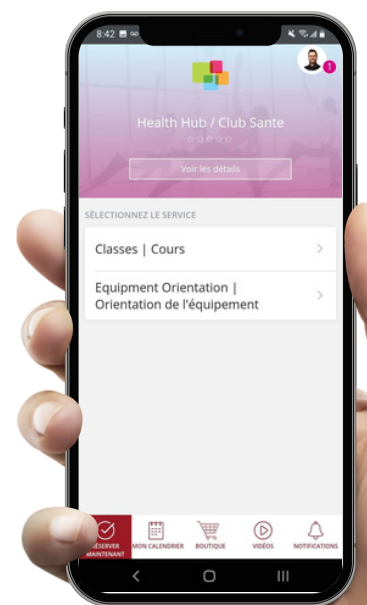 8:42
1
Health Hub / Club Sante
Voir les détails
SÉLECTIONNEZ LE SERVICE
Classes | Cours
Equipment Orientation |
Orientation de l'équipement
RÉSERVER
MAINTENANT
MON CALENDRIER
BOUTIQUE
VIDÉOS
NOTIFICATIONS